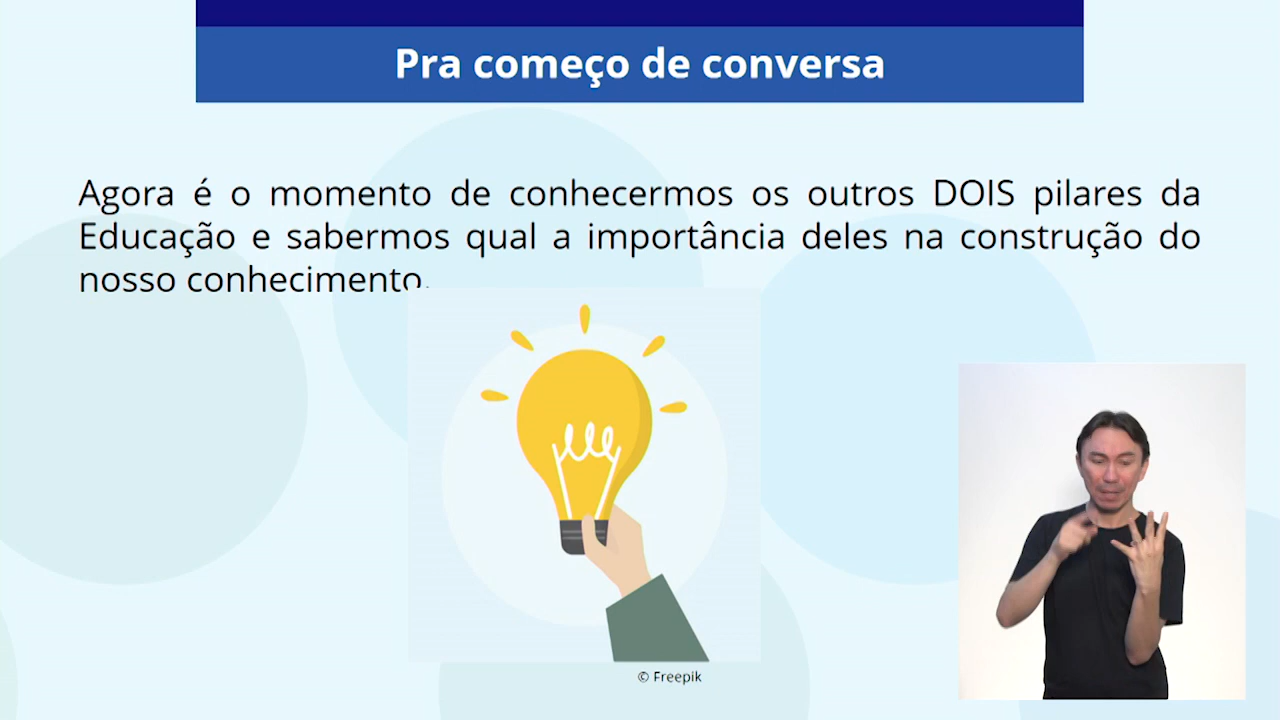 Pra começo de conversa
Agora é o momento de conhecermos os outros DOIS pilares da
Educação e sabermos qual a importância deles na construção do
nosso conhecimento.
© Freepik